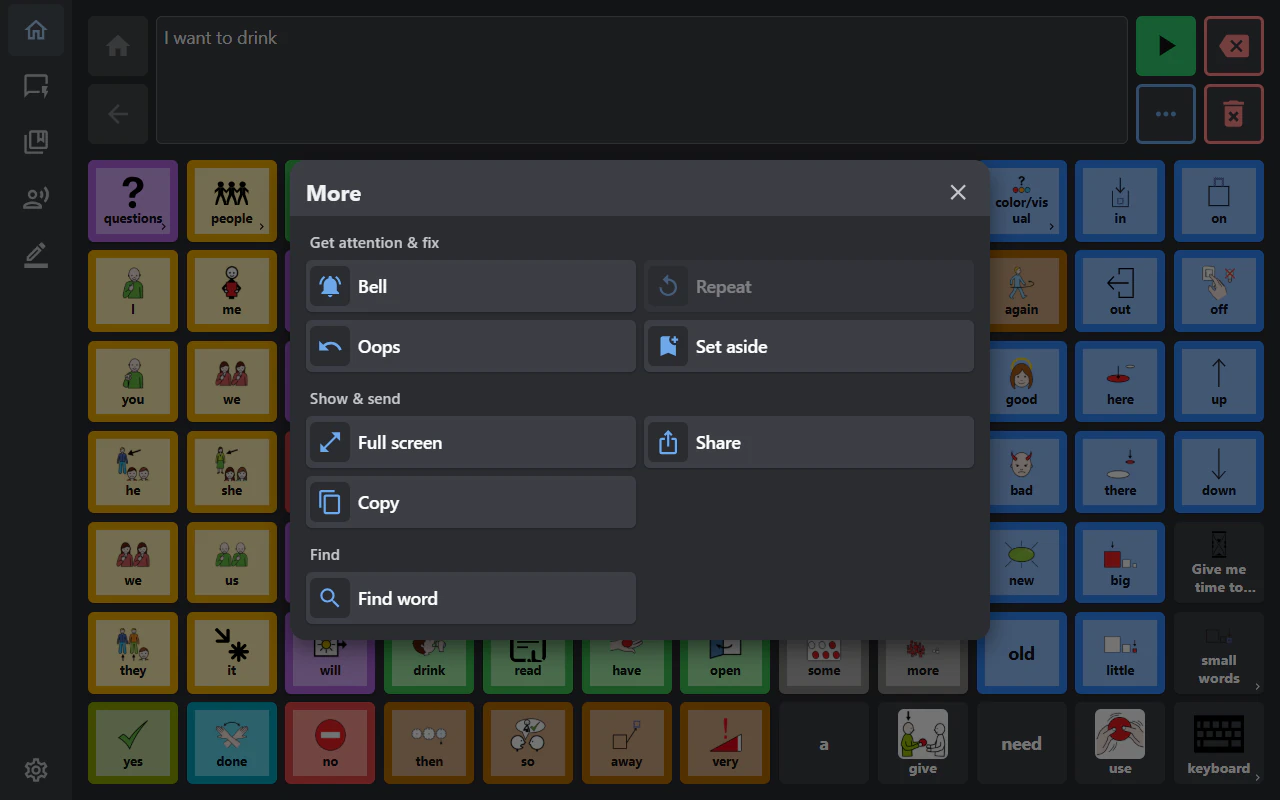 I want to drink
questions
people
color/vis
ual
in
on
More
Get attention & fix
Bell
Repeat
Oops
Set aside
Show & send
Full screen
Share
Copy
Find
Find word
I
me
again
out
off
you
we
good
here
up
he
she
bad
there
down
we
us
new
big
Give me
time to...
they
it
will
drink
read
have
open
some
more
old
little
small
words
yes
done
no
then
so
away
very
a
give
need
use
keyboard